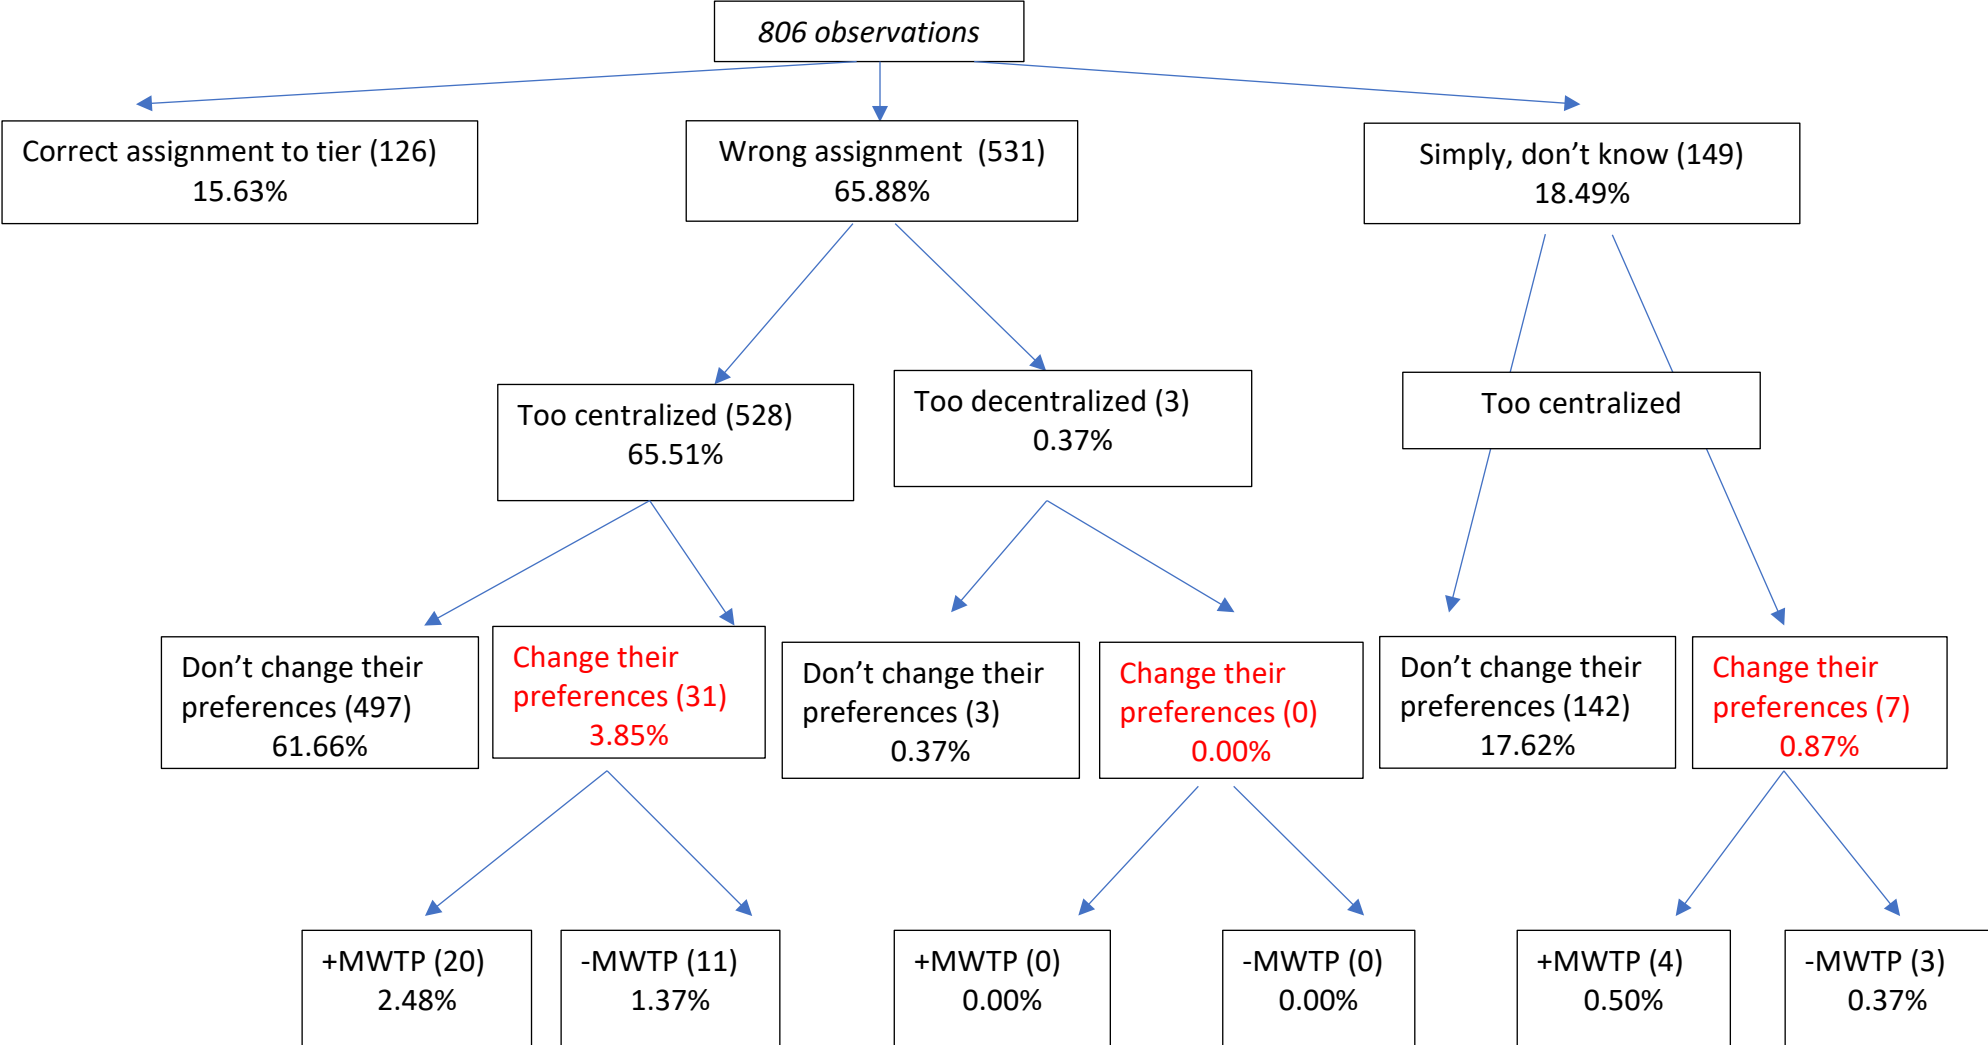 806 observations
Correct assignment to tier (126)
15.63%
Wrong assignment  (531)
65.88%
Simply, don’t know (149)
18.49%
Too centralized (528)
65.51%
Too decentralized (3)
0.37%
Too centralized
Don’t change their
preferences (497)
61.66%
Change their
preferences (31)
3.85%
Don’t change their
preferences (3)
0.37%
Change their
preferences (0)
0.00%
Don’t change their
preferences (142)
17.62%
Change their
preferences (7)
0.87%
+MWTP (20)
2.48%
-MWTP (11)
1.37%
+MWTP (0)
0.00%
-MWTP (0)
0.00%
+MWTP (4)
0.50%
-MWTP (3)
0.37%